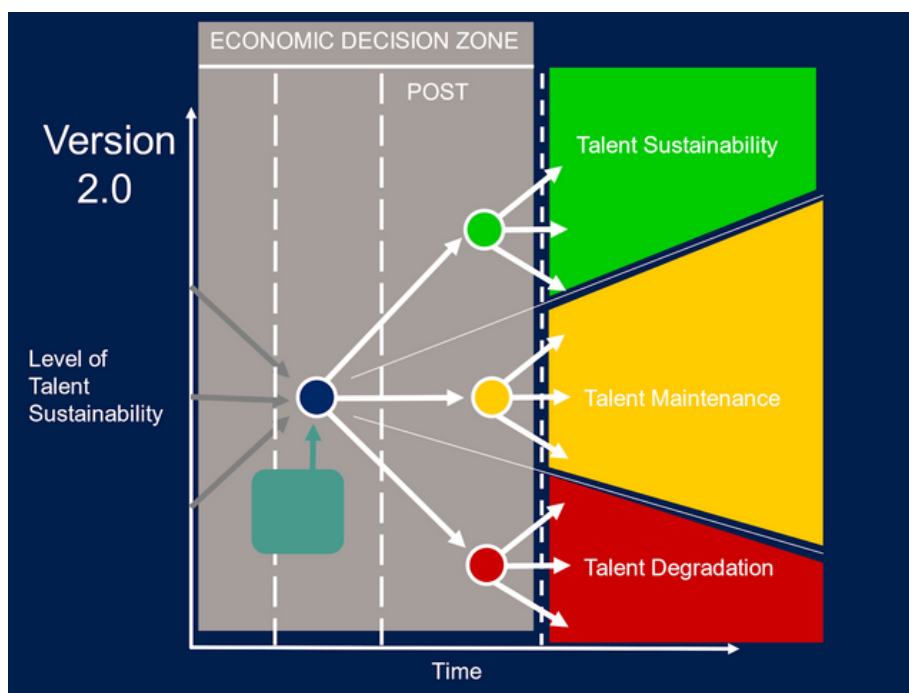 ECONOMIC DECISION ZONE
POST
Version
2.0
Talent Sustainability
Level of
Talent
Sustainability
Talent Maintenance
Talent Degradation
Time